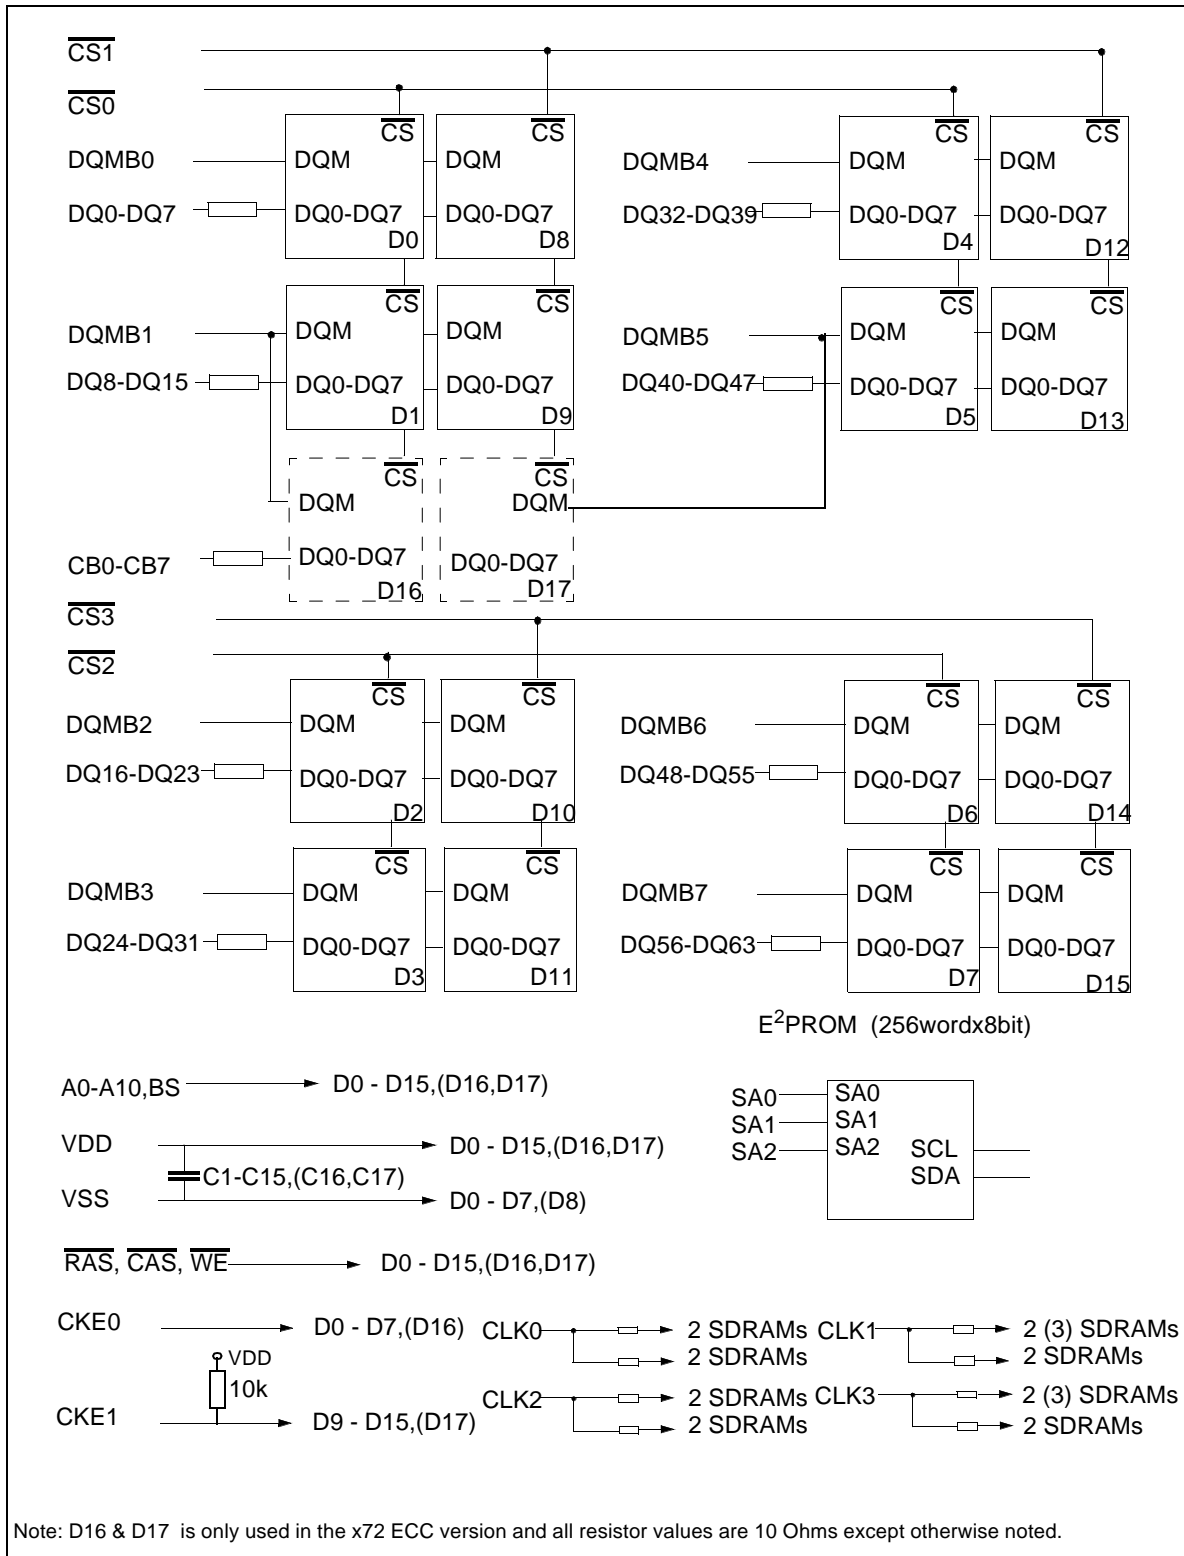 CS1
CS0
CS CS CS CS
DQMB0 DQM DQM DQMB4 DQM DQM
DQ0-DQ7 DQ0-DQ7 DQ0-DQ7 DQ32-DQ39 DQ0-DQ7 DQ0-DQ7
D0 D8 D4 D12
CS CS CS CS
DQMB1 DQM DQM DQMB5 DQM DQM
DQ8-DQ15 DQ0-DQ7 DQ0-DQ7 DQ40-DQ47 DQ0-DQ7 DQ0-DQ7
D1 D9 D5 D13
CS CS
DQM DQM
CB0-CB7 DQ0-DQ7 DQ0-DQ7
D16 D17
CS3
CS2
CS CS CS CS
DQMB2 DQM DQM DQMB6 DQM DQM
DQ16-DQ23 DQ0-DQ7 DQ0-DQ7 DQ48-DQ55 DQ0-DQ7 DQ0-DQ7
D2 D10 D6 D14
CS CS CS CS
DQMB3 DQM DQM DQMB7 DQM DQM
DQ24-DQ31 DQ0-DQ7 DQ0-DQ7 DQ56-DQ63 DQ0-DQ7 DQ0-DQ7
D3 D11 D7 D15
E²PROM (256wordx8bit)
A0-A10,BS D0 - D15,(D16,D17)
SA0 SA0
SA1 SA1
SA2 SA2 SCL
SDA
VDD D0 - D15,(D16,D17)
C1-C15,(C16,C17)
VSS D0 - D7,(D8)
RAS, CAS, WE D0 - D15,(D16,D17)
CKE0 D0 - D7,(D16) CLK0 2 SDRAMs CLK1 2 (3) SDRAMs
2 SDRAMs 2 SDRAMs
VDD
10k
CLK2 2 SDRAMs CLK3 2 (3) SDRAMs
CKE1 D9 - D15,(D17) 2 SDRAMs 2 SDRAMs
Note: D16 & D17 is only used in the x72 ECC version and all resistor values are 10 Ohms except otherwise noted.